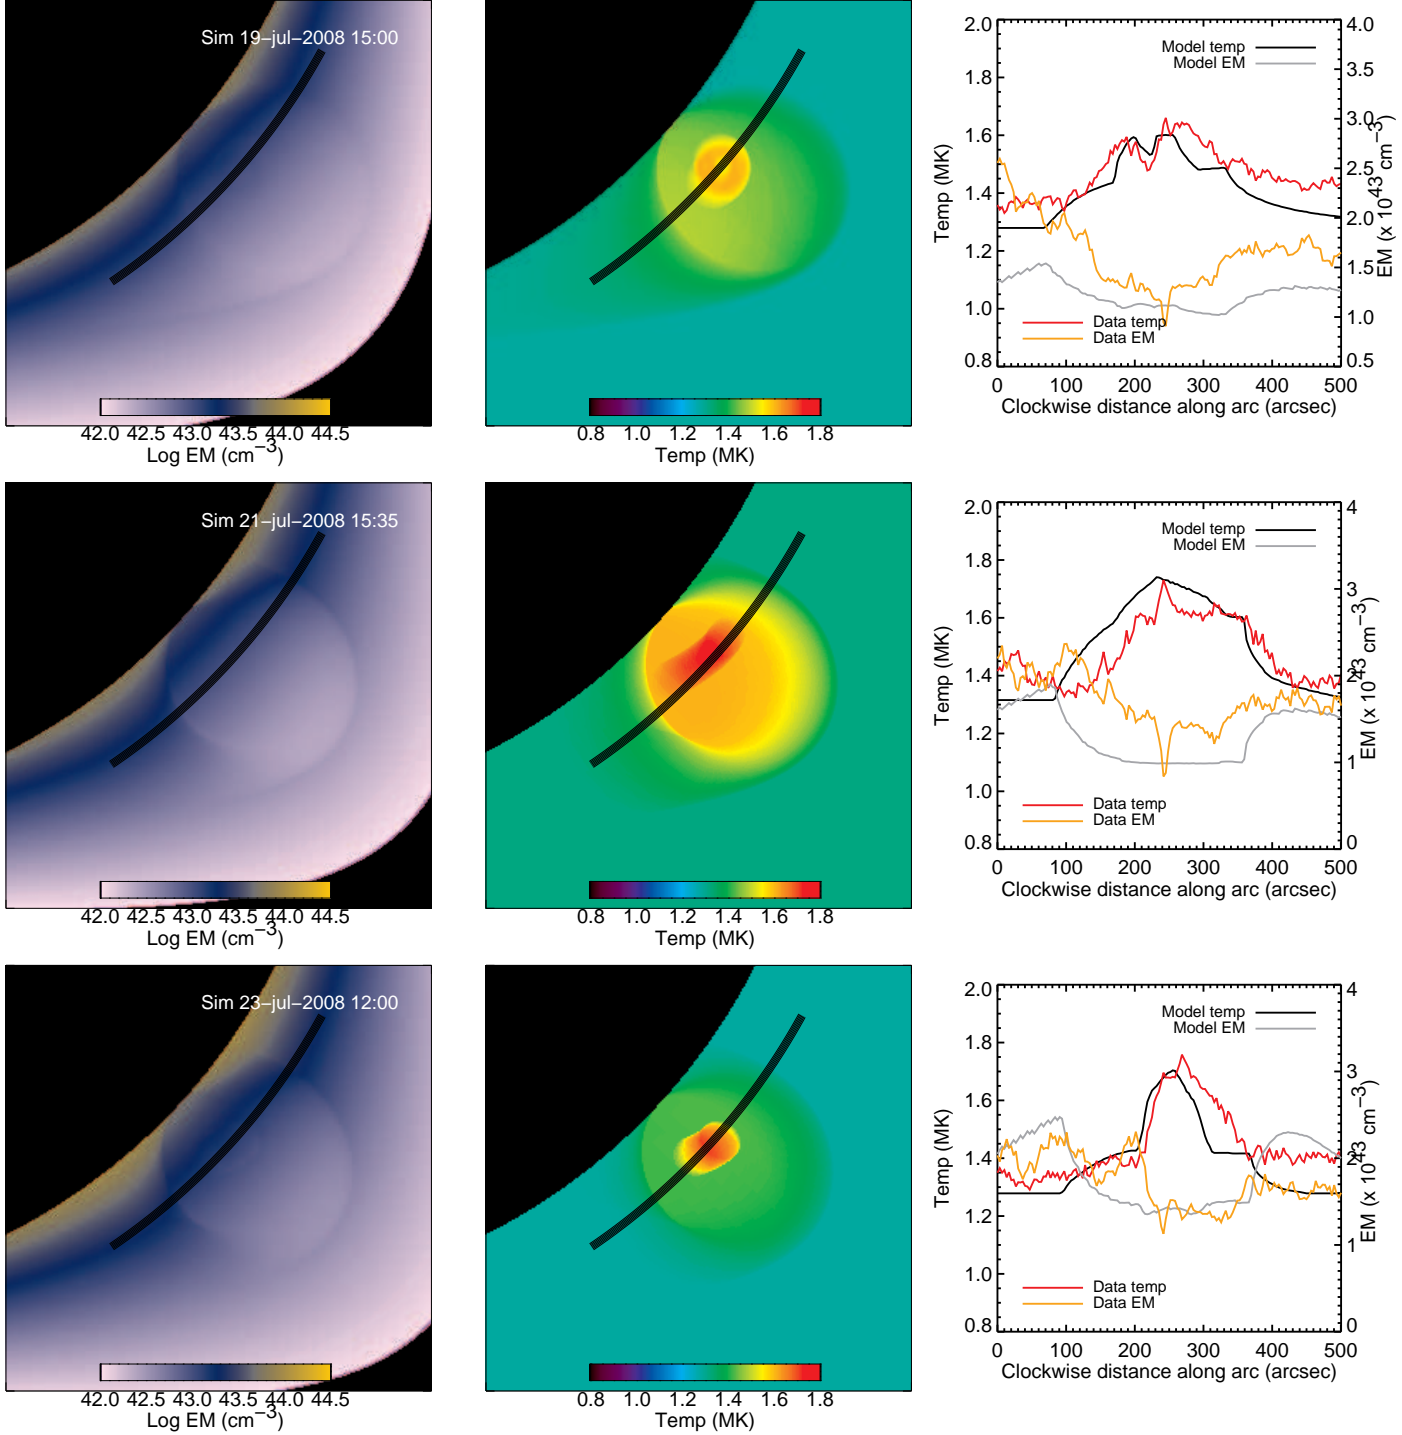 Sim 19-jul-2008 15:00
42.0 42.5 43.0 43.5 44.0 44.5
Log EM (cm⁻³)
0.8 1.0 1.2 1.4 1.6 1.8
Temp (MK)
2.0
1.8
1.6
1.4
1.2
1.0
0.8
Temp (MK)
Model temp
Model EM
Data temp
Data EM
4.0
3.5
3.0
2.5
2.0
1.5
1.0
0.5
EM (x 10⁴³ cm⁻³)
0 100 200 300 400 500
Clockwise distance along arc (arcsec)
Sim 21-jul-2008 15:35
42.0 42.5 43.0 43.5 44.0 44.5
Log EM (cm⁻³)
0.8 1.0 1.2 1.4 1.6 1.8
Temp (MK)
2.0
1.8
1.6
1.4
1.2
1.0
0.8
Temp (MK)
Model temp
Model EM
Data temp
Data EM
4
3
2
1
0
EM (x 10⁴³ cm⁻³)
0 100 200 300 400 500
Clockwise distance along arc (arcsec)
Sim 23-jul-2008 12:00
42.0 42.5 43.0 43.5 44.0 44.5
Log EM (cm⁻³)
0.8 1.0 1.2 1.4 1.6 1.8
Temp (MK)
2.0
1.8
1.6
1.4
1.2
1.0
0.8
Temp (MK)
Model temp
Model EM
Data temp
Data EM
4
3
2
1
0
EM (x 10⁴³ cm⁻³)
0 100 200 300 400 500
Clockwise distance along arc (arcsec)